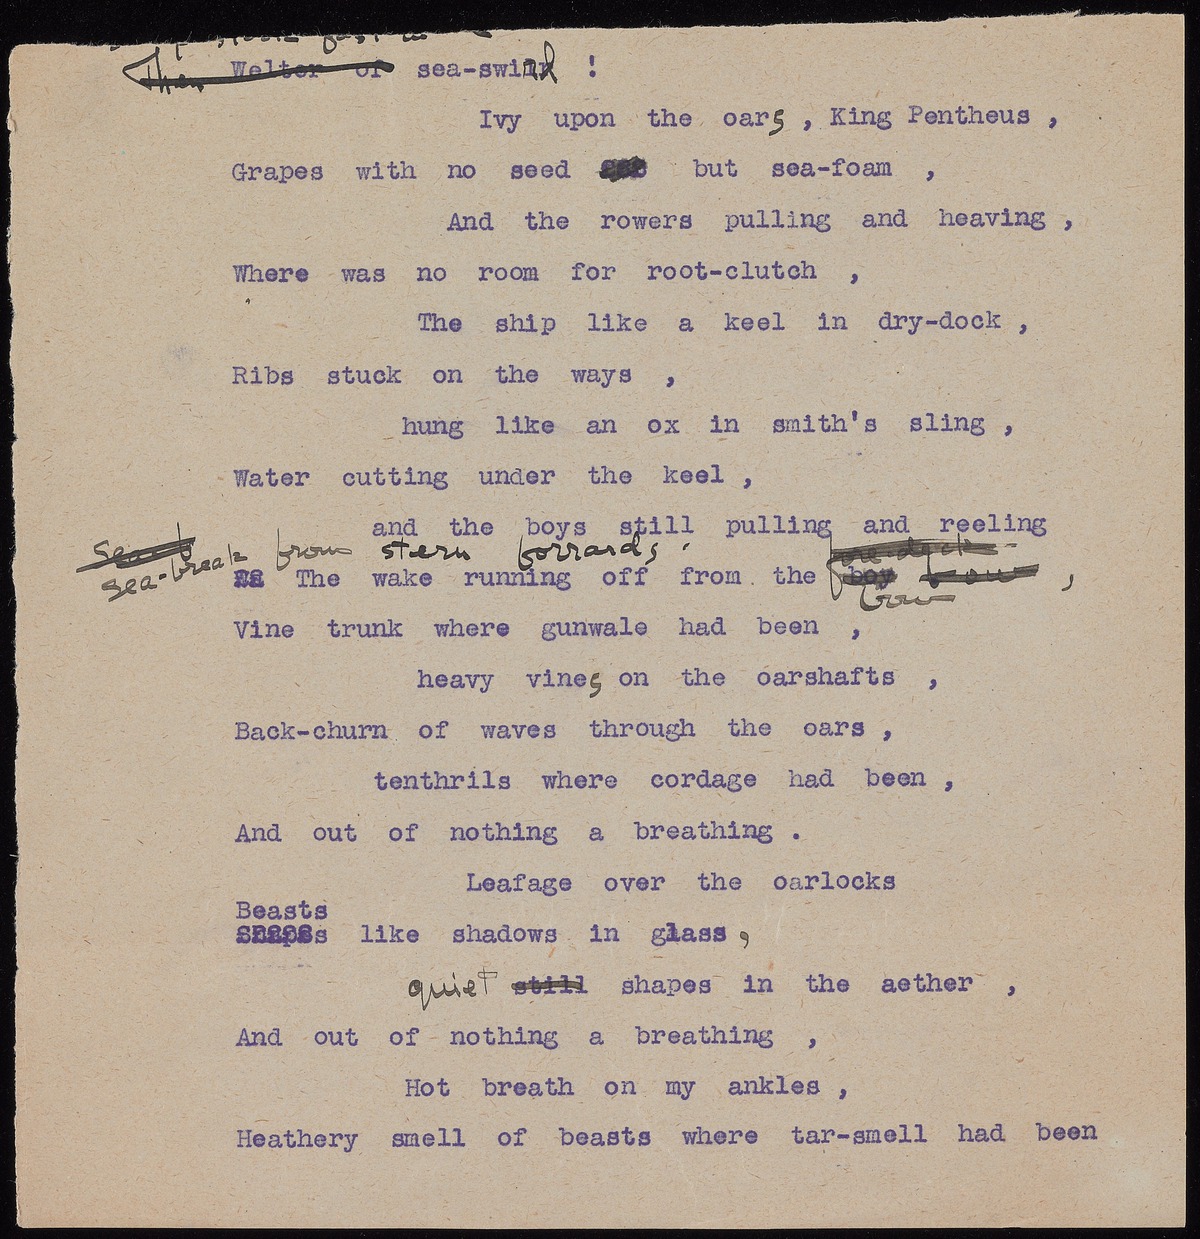 stock fast in
Then Welter of sea-swirl !
Ivy upon the oars , King Pentheus ,
Grapes with no seed but sea-foam ,
And the rowers pulling and heaving ,
Where was no room for root-clutch ,
The ship like a keel in dry-dock ,
Ribs stuck on the ways ,
hung like an ox in smith's sling ,
Water cutting under the keel ,
and the boys still pulling and reeling
sea-break from stern forrards ,
The wake running off from the boy bow ,
fore-deck
bow
Vine trunk where gunwale had been ,
heavy vines on the oarshafts ,
Back-churn of waves through the oars ,
tenthrils where cordage had been ,
And out of nothing a breathing .
Leafage over the oarlocks
Beasts
Shapes like shadows in glass ,
quiet still shapes in the aether ,
And out of nothing a breathing ,
Hot breath on my ankles ,
Heathery smell of beasts where tar-smell had been